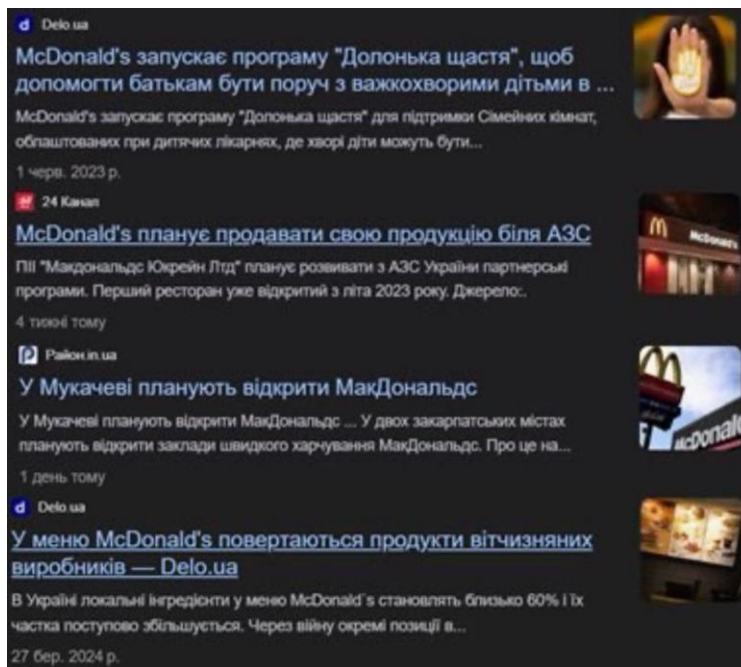 Delo.ua
McDonald's запускає програму "Долонька щастя", щоб
допомогти батькам бути поруч з важкохворими дітьми в ...
McDonald's запускає програму "Долонька щастя" для підтримки Сімейних кімнат,
облаштованих при дитячих лікарнях, де хворі діти можуть бути...
1 черв. 2023 р.
24 Канал
McDonald's планує продавати свою продукцію біля АЗС
ПІІ "Макдональдс Юкрейн Лтд" планує розвивати з АЗС України партнерські
програми. Перший ресторан уже відкритий з літа 2023 року. Джерело:.
4 тижні тому
Район.in.ua
У Мукачеві планують відкрити МакДональдс
У Мукачеві планують відкрити МакДональдс ... У двох закарпатських містах
планують відкрити заклади швидкого харчування МакДональдс. Про це на...
1 день тому
Delo.ua
У меню McDonald's повертаються продукти вітчизняних
виробників — Delo.ua
В Україні локальні інгредієнти у меню McDonald`s становлять близько 60% і їх
частка поступово збільшується. Через війну окремі позиції в...
27 бер. 2024 р.